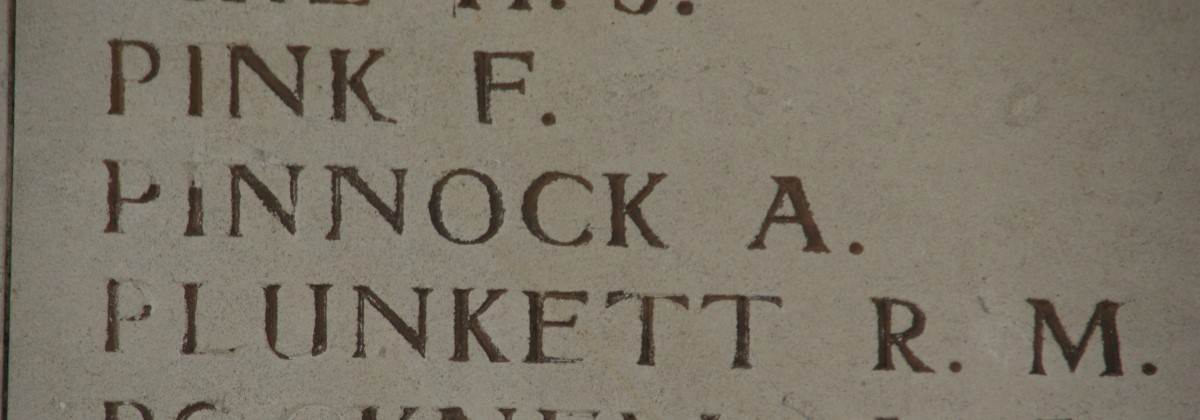 PINK F.
PINNOCK A.
PLUNKETT R. M.